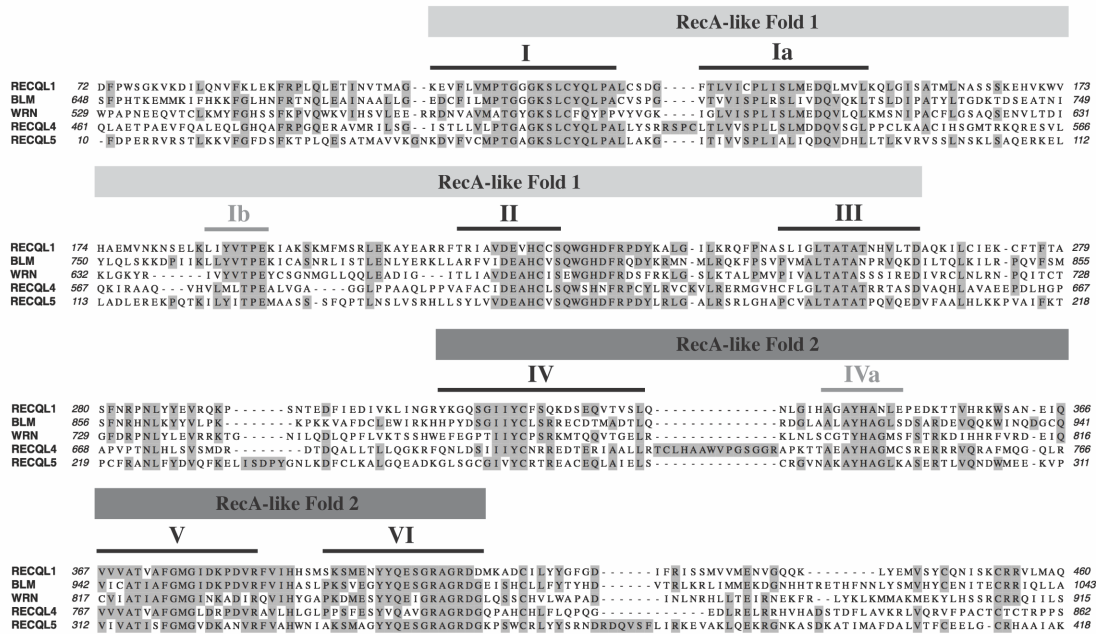 RecA-like Fold 1
I Ia
RECQL1 72 DFPWSGKVKDILQNVFKLEKFRPLQLETINVTMAG-KEVFLVMPTGGGKSLCYQLPALCSDG----FTLVICPLISLMEDQLMVLKQLGISATMLNASSSKEHVKWV 173
BLM 648 SFPHTKEMMKIFHKKFGLHNFRTNQLEAINAALLG-EDCFILMPTGGGKSLCYQLPACVSPG----VTVVISPLRSLIVDQVQKLTSLDIPATYLTGDKTDSEATNI 749
WRN 529 WPAPNEEQVTCLKMYFGHSSFKPVQWKVIHSVLEE-RRDNVAVMATGYGKSLCFQYPPVYVGK----IGLVISPLISLMEDQVLQLKMSNIPACFLGSAQSENVLTDI 631
RECQL4 461 QLAETPAEVFQALEQLGHQAFRPGQERAVMRILSG-ISTLLVLPTGAGKSLCYQLPALLYSRRSPCLTLVVSPLLSLMDDQVSGLPPCLKAACIHSGMTRKQRESVL 566
RECQL5 10 -FDPERRVRSTLKKVFGFDSFKTPLQESATMAVVKGNKDVFVCMPTGAGKSLCYQLPALLAKG----ITIVVSPLIALIQDQVDHLLTLKVRVSSLNSKLSAQERKEL 112
RecA-like Fold 1
Ib II III
RECQL1 174 HAEMVNKNSELKLIYVTPEKIAKSKMFMSRLEKAYEARRFTRIAVDEVHCCSQWGHDFRPDYKALG-ILKRQFPNASLIGLTATATNHVLTDAQKILCIEK-CFTFTA 279
BLM 750 YLQLSKKDPIIKLLYVTPEKICASNRLISTLENLYERKLLARFVIDEAHCVSQWGHDFRQDYKRMN-MLRQKFPSVPVMALTATANPRVQKDILTQLKILR-PQVFSM 855
WRN 632 KLGKYR------IVYVTPEYCSGNMGLLQQLEADIG----ITLIAVDEAHCISEWGHDFRDSFRKLG-SLKTALPMVPIVALTATASSSIREDIVRCLNLRN-PQITCT 728
RECQL4 567 QKIRAAQ---VHVLMLTPEALVGA----GGLPPAAQLPPVAFACIDEAHCLSQWSHNFRPCYLRVCKVLRERMGVHCFLGLTATATRRTASDVAQHLAVAEEPDLHGP 667
RECQL5 113 LADLEREKPQTKILYITPEMAASS-SFQPTLNSLVSRHLLSYLVVDEAHCVSQWGHDFRPDYLRLG-ALRSRLGHAPCVALTATATPQVQEDVFAALHLKKPVAIFKT 218
RecA-like Fold 2
IV IVa
RECQL1 280 SFNRPNLYYEVRQKP------SNTEDFIEDIVKLINGRYKGQSGIIYCFSQKDSEQVTVSLQ-------------NLGIHAGAYHANLEPEDKTTVHRKWSAN-EIQ 366
BLM 856 SFNRHNLKYYVLPK-------KPKKVAFDCLEWIRKHHPYDSGIIYCLSRRECDTMADTLQ-------------RDGLAALAYHAGLSDSARDEVQQKWINQDGCQ 941
WRN 729 GFDRPNLYLEVRRKTG-----NILQDLQPFLVKTSSHWEFEGPTIIYCPSRKMTQQVTGELR-------------KLNLSCGTYHAGMSFSTRKDIHHRFVRD-EIQ 816
RECQL4 668 APVPTNLHLSVSMDRR-----DTDQALLTLLQGKRFQNLDSIIIYCNRREDTERIAALLRTCLHAAWVPGSGGRAPKTTAEAYHAGMCSRERRRVQRAFMQGQ-LR 766
RECQL5 219 PCFRANLFYDVQFKELISDPYGNLKDFCLKALGQEADKGLSGCGIVYCRTREACEQLAIELS-------------CRGVNAKAYHAGLKASERTLVQNDWMEE-KVP 311
RecA-like Fold 2
V VI
RECQL1 367 VVVATVAFGMGIDKPDVRFVIHHSMSKSMENYYQESGRAGRDDMKADCILYYGFGD-----IFRISSMVVMENVGQQK--------LYEMVSYCQNISKCRRVLMAQ 460
BLM 942 VICATIAFGMGIDKPDVRFVIHASLPKSVEGYYQESGRAGRDGEISHCLLFYTYHD-----VTRLKRLIMMEKDGNHHTRETHFNNLYSMVHYCENITECRRIQLLA 1043
WRN 817 CVIATIAFGMGINKADIRQVIHYGAPKDMESYYQEIGRAGRDGLQSSCHVLWAPAD-----INLNRHLLTEIRNEKFR--LYKLKMMAKMEKYLHSSRCRRQIILS 915
RECQL4 767 VVVATVAFGMGLDRPDVRAVLHLGLPPSFESYVQAVGRAGRDGQPAHCHLFLQPQG-----EDLRELRRHVHADSTDFLAVKRLVQRVFPACTCTCTRPPS 862
RECQL5 312 VIVATISFGMGVDKANVRFVAHWNIAKSMAGYYQESGRAGRDGKPSWCRLYYSRNDRDQVSFLIRKEVAKLQEKRGNKASDKATIMAFDALVTFCEELG-CRHAAIAK 418